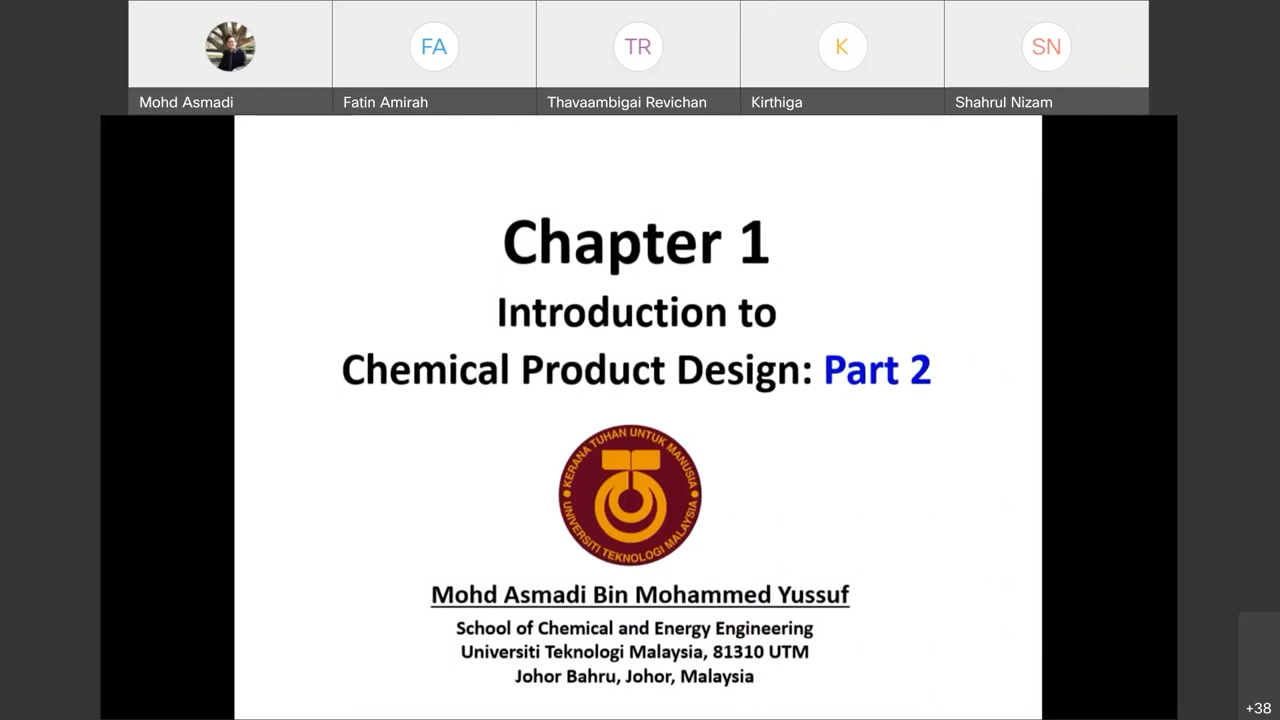 FA
TR
K
SN
Mohd Asmadi
Fatin Amirah
Thavaambigai Revichan
Kirthiga
Shahrul Nizam
Chapter 1
Introduction to
Chemical Product Design: Part 2
KERANA TUHAN UNTUK MANUSIA
UNIVERSITI TEKNOLOGI MALAYSIA
Mohd Asmadi Bin Mohammed Yussuf
School of Chemical and Energy Engineering
Universiti Teknologi Malaysia, 81310 UTM
Johor Bahru, Johor, Malaysia
+38